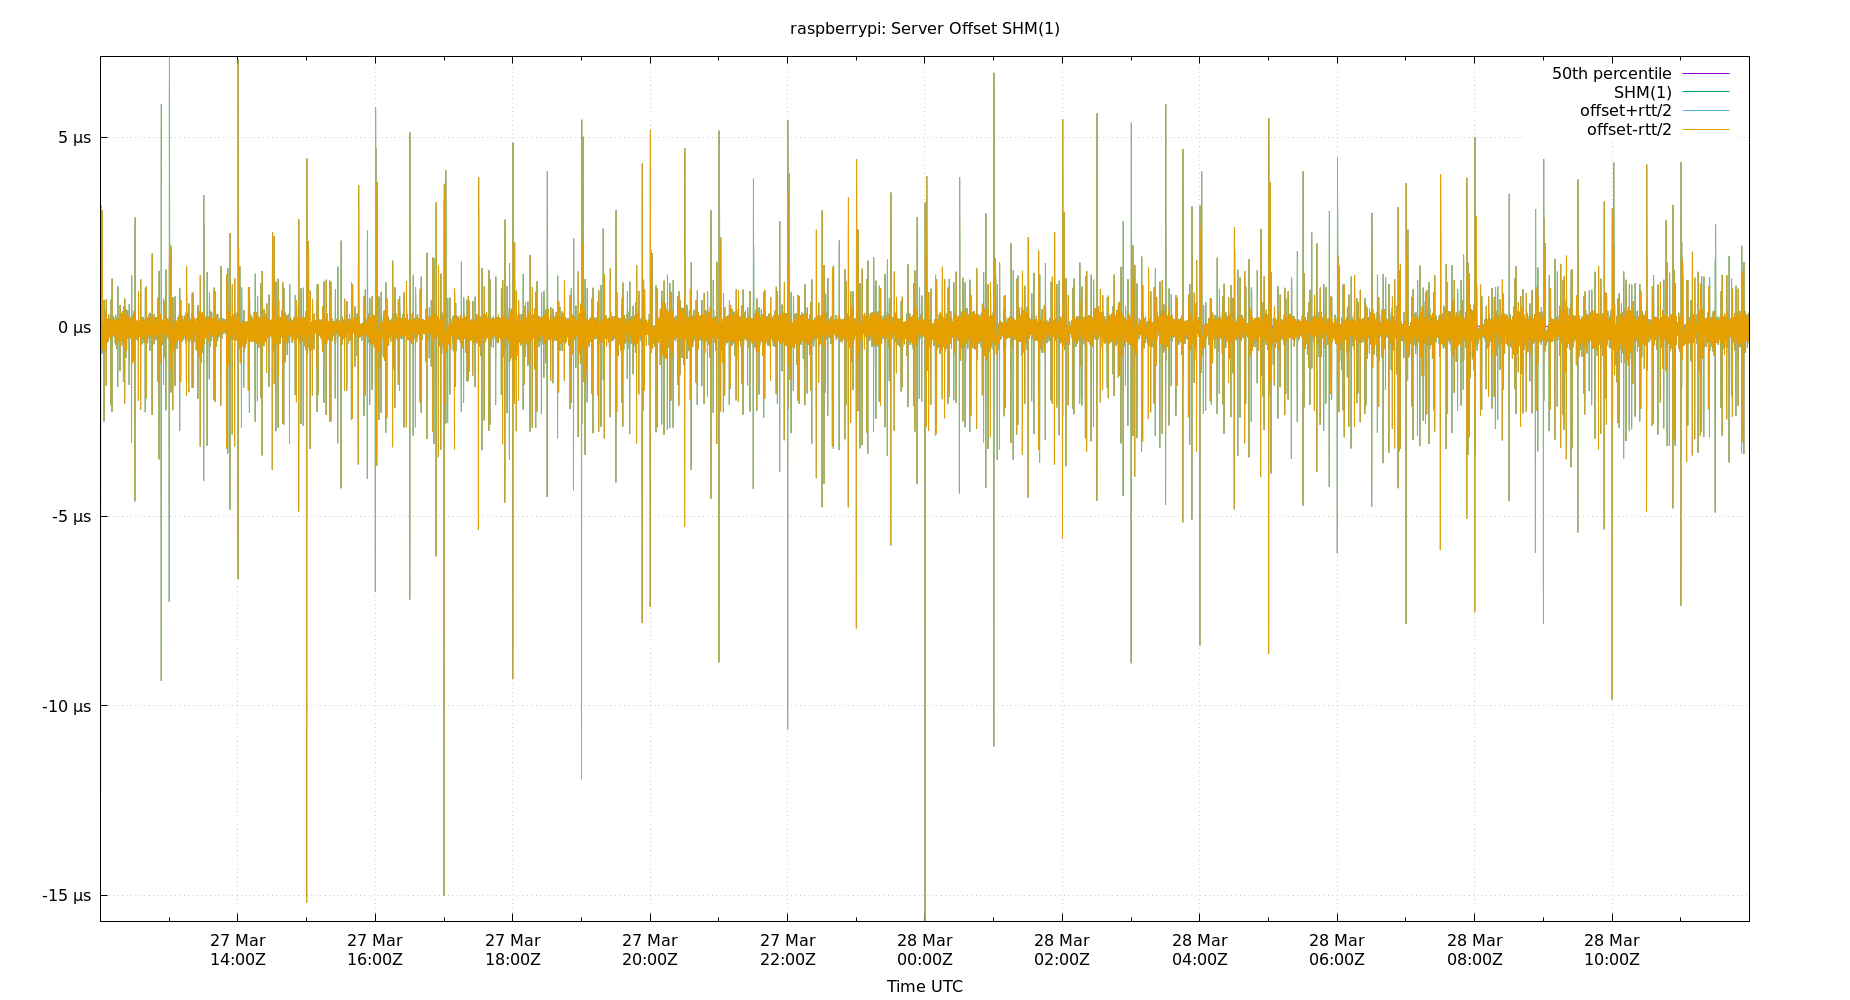 raspberrypi: Server Offset SHM(1)
50th percentile
SHM(1)
offset+rtt/2
offset-rtt/2
5 µs
0 µs
-5 µs
-10 µs
-15 µs
27 Mar 27 Mar 27 Mar 27 Mar 27 Mar 28 Mar 28 Mar 28 Mar 28 Mar 28 Mar 28 Mar
14:00Z 16:00Z 18:00Z 20:00Z 22:00Z 00:00Z 02:00Z 04:00Z 06:00Z 08:00Z 10:00Z
Time UTC